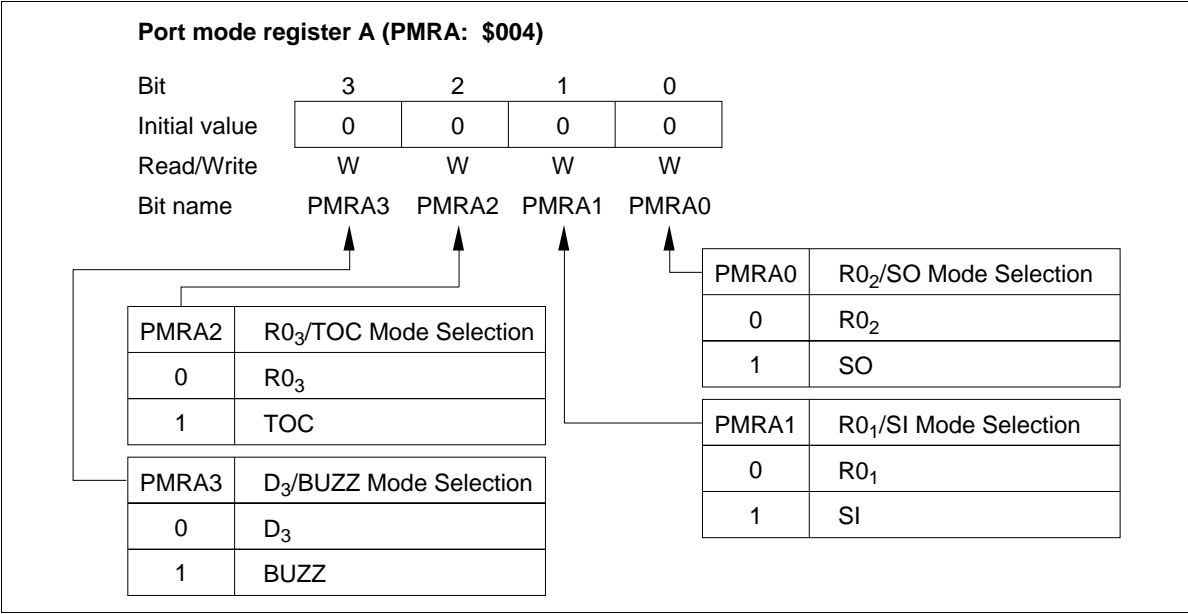 Port mode register A (PMRA: $004)
Bit 3 2 1 0
Initial value 0 0 0 0
Read/Write W W W W
Bit name PMRA3 PMRA2 PMRA1 PMRA0
PMRA2 R0₃/TOC Mode Selection
0 R0₃
1 TOC
PMRA3 D₃/BUZZ Mode Selection
0 D₃
1 BUZZ
PMRA0 R0₂/SO Mode Selection
0 R0₂
1 SO
PMRA1 R0₁/SI Mode Selection
0 R0₁
1 SI